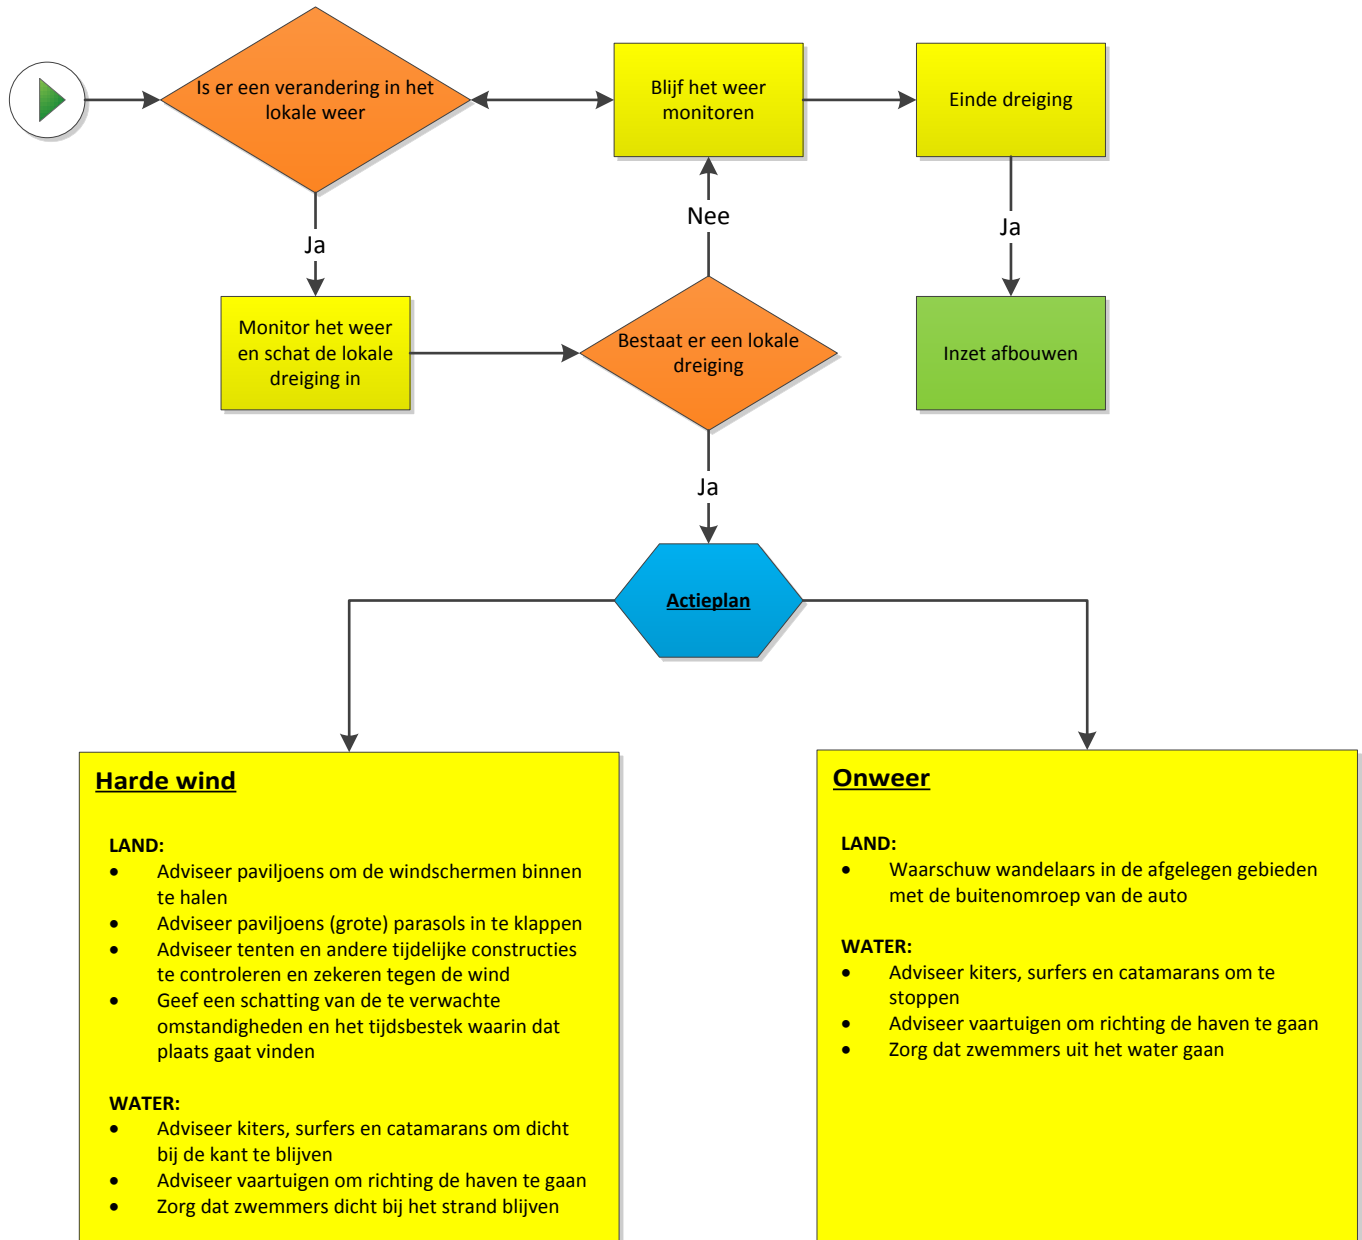 Is er een verandering in het
lokale weer
Blijf het weer
monitoren
Einde dreiging
Ja
Nee
Ja
Monitor het weer
en schat de lokale
dreiging in
Bestaat er een lokale
dreiging
Inzet afbouwen
Ja
Actieplan
Harde wind
LAND:
• Adviseer paviljoens om de windschermen binnen
te halen
• Adviseer paviljoens (grote) parasols in te klappen
• Adviseer tenten en andere tijdelijke constructies
te controleren en zekeren tegen de wind
• Geef een schatting van de te verwachte
omstandigheden en het tijdsbestek waarin dat
plaats gaat vinden
WATER:
• Adviseer kiters, surfers en catamarans om dicht
bij de kant te blijven
• Adviseer vaartuigen om richting de haven te gaan
• Zorg dat zwemmers dicht bij het strand blijven
Onweer
LAND:
• Waarschuw wandelaars in de afgelegen gebieden
met de buitenomroep van de auto
WATER:
• Adviseer kiters, surfers en catamarans om te
stoppen
• Adviseer vaartuigen om richting de haven te gaan
• Zorg dat zwemmers uit het water gaan